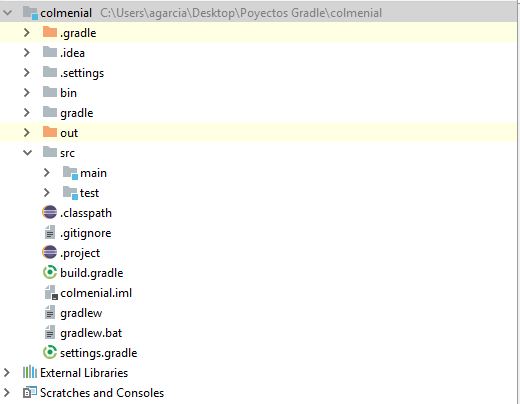 colmenial C:\Users\agarcia\Desktop\Poyectos Gradle\colmenial
.gradle
.idea
.settings
bin
gradle
out
src
main
test
.classpath
.gitignore
.project
build.gradle
colmenial.iml
gradlew
gradlew.bat
settings.gradle
External Libraries
Scratches and Consoles